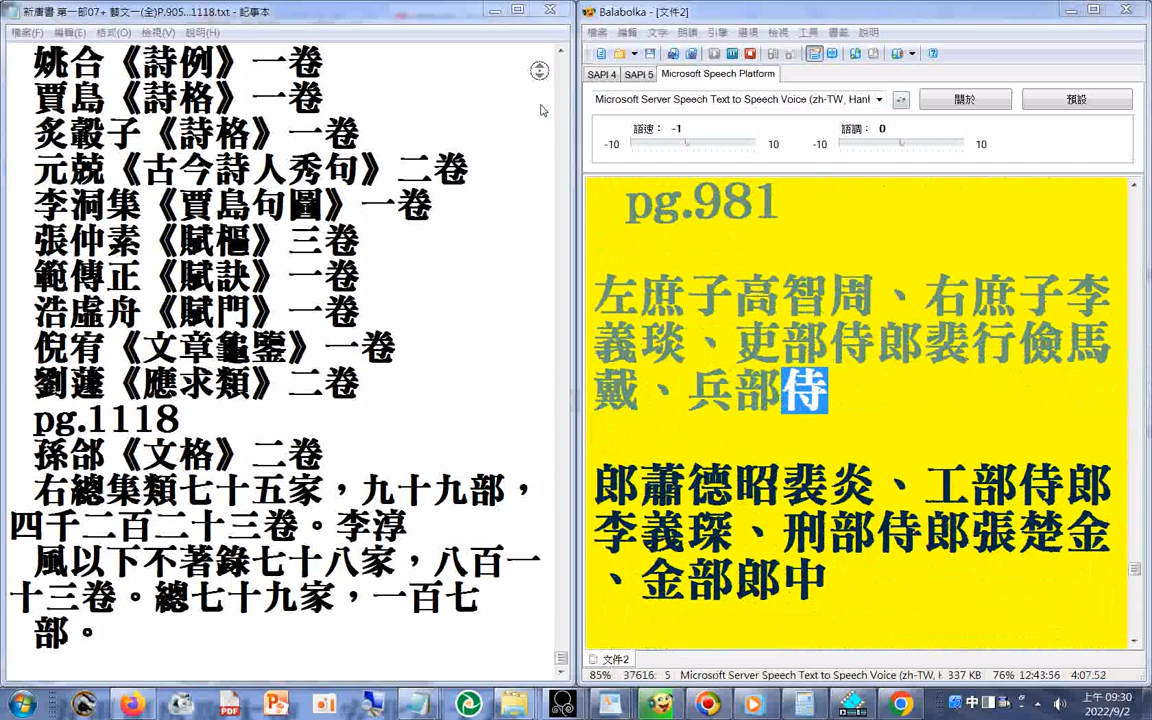 新唐書 第一部07+ 藝文一(全)P.905...1118.txt - 記事本
檔案(F) 編輯(E) 格式(O) 檢視(V) 說明(H)
姚合《詩例》一卷
賈島《詩格》一卷
炙轂子《詩格》一卷
元兢《古今詩人秀句》二卷
李洞集《賈島句圖》一卷
張仲素《賦樞》三卷
範傳正《賦訣》一卷
浩虛舟《賦門》一卷
倪宥《文章龜鑒》一卷
劉蘧《應求類》二卷
pg.1118
孫郃《文格》二卷
右總集類七十五家，九十九部，
四千二百二十三卷。李淳
風以下不著錄七十八家，八百一
十三卷。總七十九家，一百七
部。
Balabolka - [文件2]
檔案 編輯 文字 朗讀 引擎 選項 檢視 工具 書籤 說明
SAPI 4 SAPI 5 Microsoft Speech Platform
Microsoft Server Speech Text to Speech Voice (zh-TW, Hanl
關於 預設
語速： -1 語調： 0
-10 10 -10 10
pg.981
左庶子高智周、右庶子李
義琰、吏部侍郎裴行儉馬
戴、兵部侍
郎蕭德昭裴炎、工部侍郎
李義琛、刑部侍郎張楚金
、金部郎中
文件2
85% 37616: 5 Microsoft Server Speech Text to Speech Voice (zh-TW, H 337 KB 76% 12:43:56 4:07:52
中
上午 09:30
2022/9/2